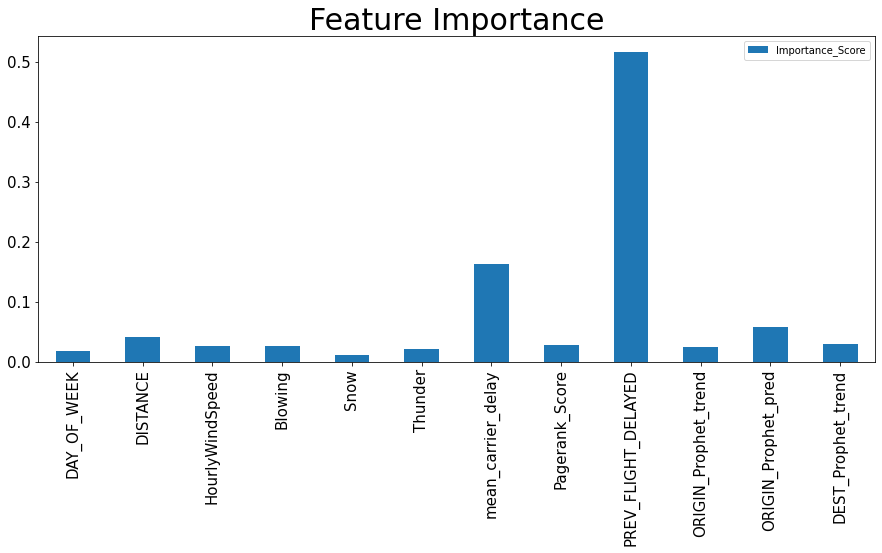 Feature Importance
Importance_Score
0.5
0.4
0.3
0.2
0.1
0.0
DAY_OF_WEEK
DISTANCE
HourlyWindSpeed
Blowing
Snow
Thunder
mean_carrier_delay
Pagerank_Score
PREV_FLIGHT_DELAYED
ORIGIN_Prophet_trend
ORIGIN_Prophet_pred
DEST_Prophet_trend